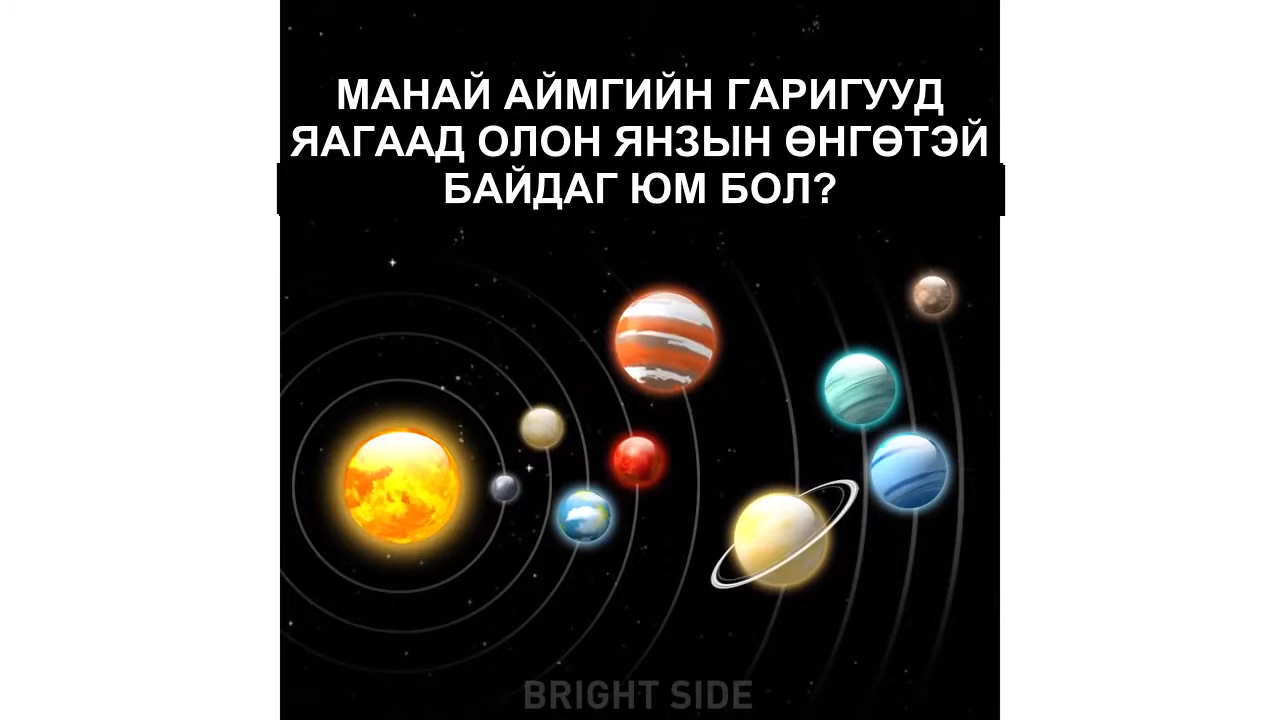 МАНАЙ АЙМГИЙН ГАРИГУУД
ЯАГААД ОЛОН ЯНЗЫН ӨНГӨТЭЙ
БАЙДАГ ЮМ БОЛ?
BRIGHT SIDE